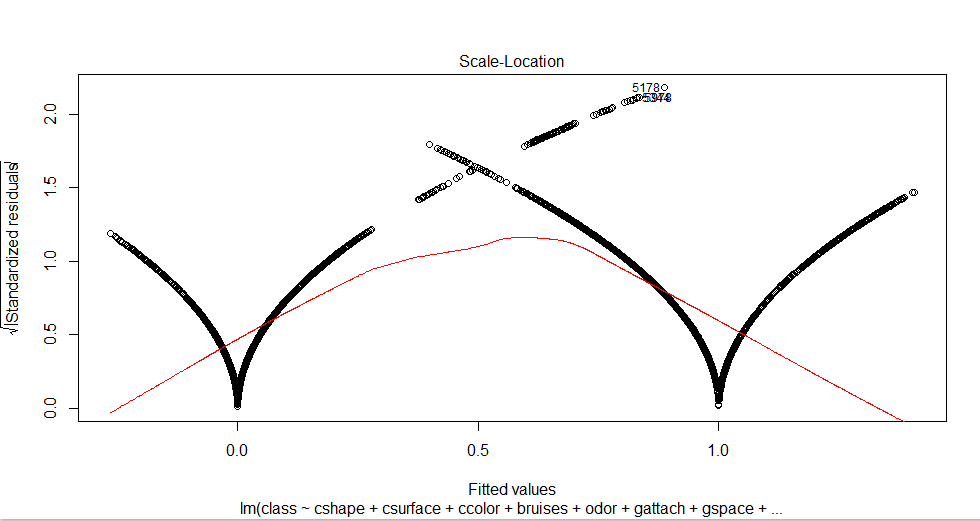 Scale-Location
√|Standardized residuals|
2.0
1.5
1.0
0.5
0.0
5178
0.0 0.5 1.0
Fitted values
lm(class ~ cshape + csurface + ccolor + bruises + odor + gattach + gspace + ...